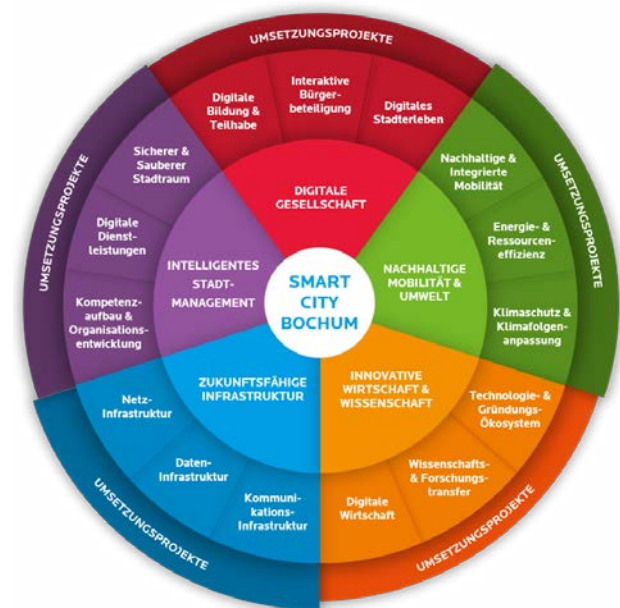 UMSETZUNGSPROJEKTE
Digitale
Bildung &
Teilhabe
Interaktive
Bürger-
beteiligung
Digitales
Stadterleben
DIGITALE
GESELLSCHAFT
UMSETZUNGSPROJEKTE
Nachhaltige &
Integrierte
Mobilität
Energie- &
Ressourcen-
effizienz
Klimaschutz &
Klimafolgen-
anpassung
NACHHALTIGE
MOBILITÄT &
UMWELT
UMSETZUNGSPROJEKTE
Technologie- &
Gründungs-
Ökosystem
Wissenschafts-
& Forschungs-
transfer
Digitale
Wirtschaft
INNOVATIVE
WIRTSCHAFT &
WISSENSCHAFT
UMSETZUNGSPROJEKTE
Kommuni-
kations-
Infrastruktur
Daten-
Infrastruktur
Netz-
Infrastruktur
ZUKUNFTSFÄHIGE
INFRASTRUKTUR
UMSETZUNGSPROJEKTE
Kompetenz-
aufbau &
Organisations-
entwicklung
Digitale
Dienst-
leistungen
Sicherer &
Sauberer
Stadtraum
INTELLIGENTES
STADT-
MANAGEMENT
SMART
CITY
BOCHUM